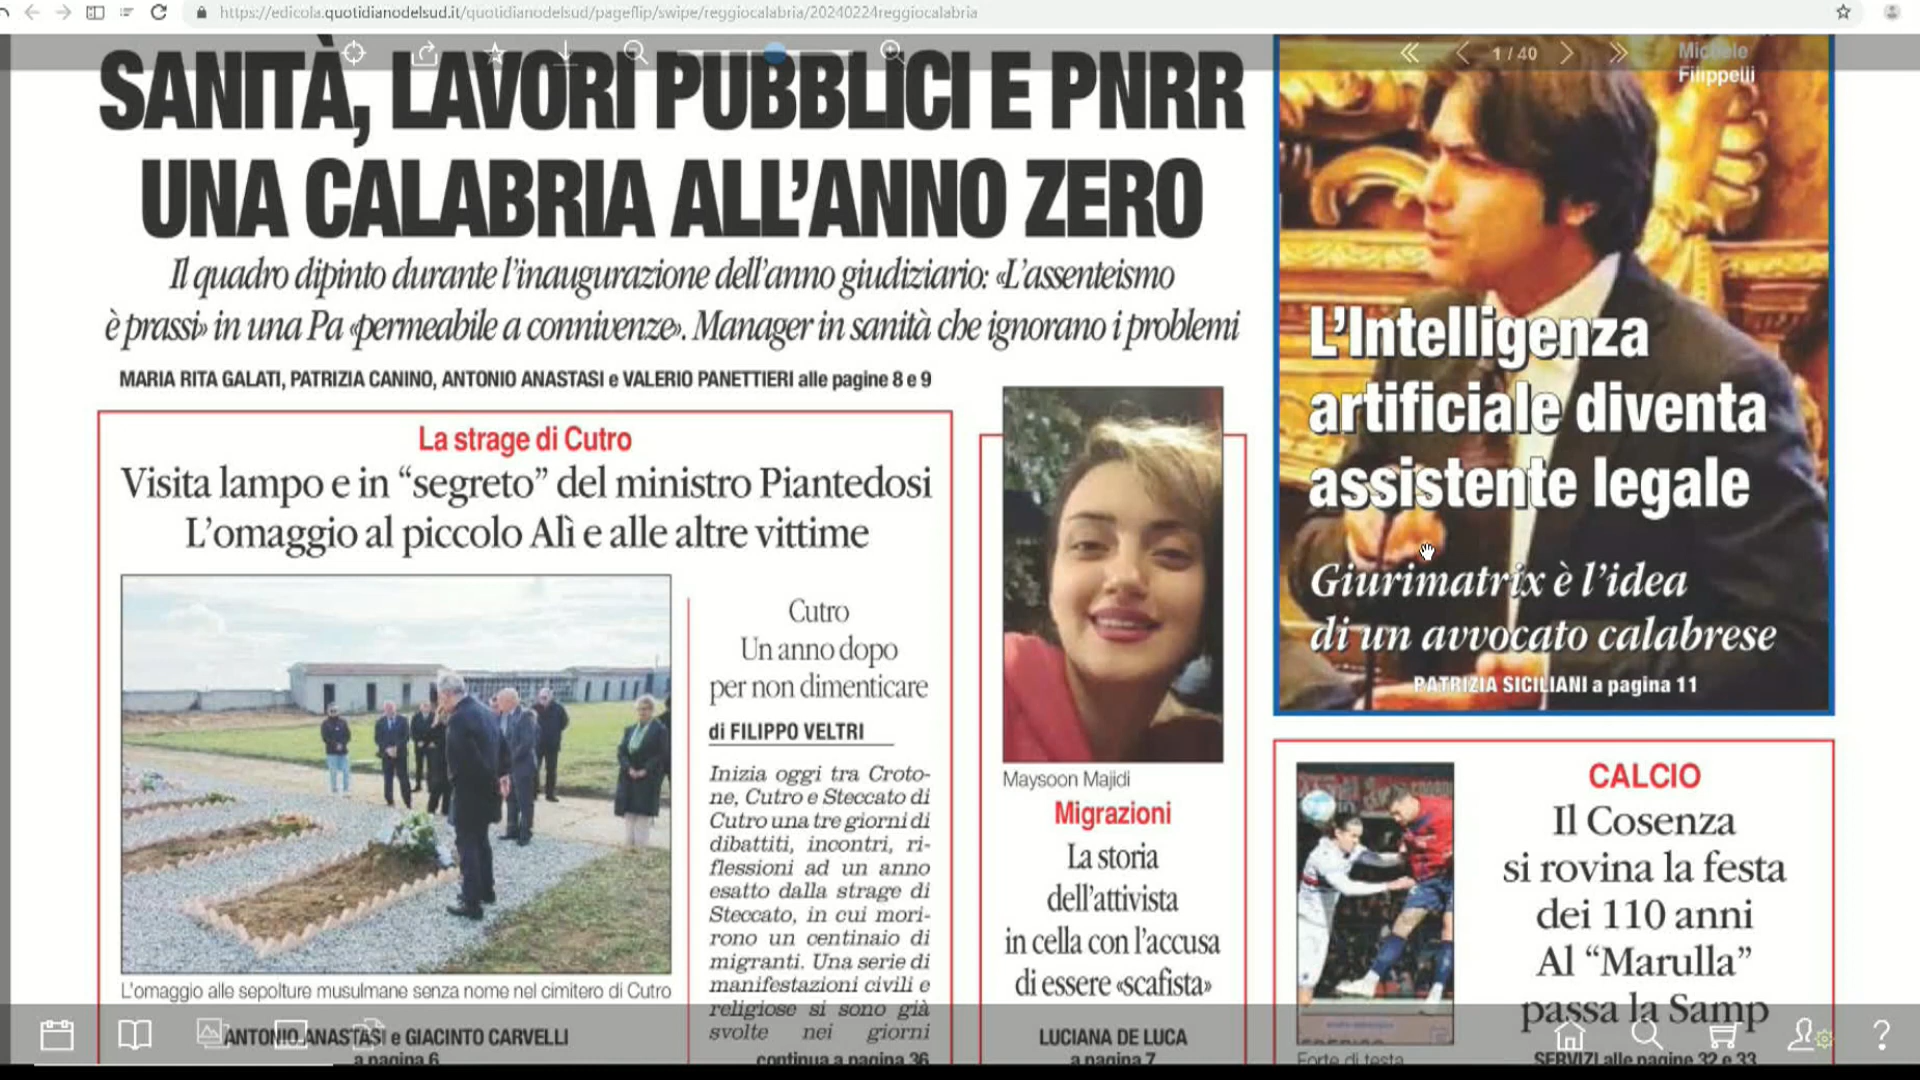 https://edicola.quotidianodelsud.it/quotidianodelsud/pageflip/swipe/reggiocalabria/20240224reggiocalabria
1 / 40
Michele
Filippelli
SANITÀ, LAVORI PUBBLICI E PNRR
UNA CALABRIA ALL'ANNO ZERO
Il quadro dipinto durante l'inaugurazione dell'anno giudiziario: «L'assenteismo
è prassi» in una Pa «permeabile a connivenze». Manager in sanità che ignorano i problemi
MARIA RITA GALATI, PATRIZIA CANINO, ANTONIO ANASTASI e VALERIO PANETTIERI alle pagine 8 e 9
La strage di Cutro
Visita lampo e in “segreto” del ministro Piantedosi
L'omaggio al piccolo Alì e alle altre vittime
L'omaggio alle sepolture musulmane senza nome nel cimitero di Cutro
ANTONIO ANASTASI e GIACINTO CARVELLI
a pagina 6
Cutro
Un anno dopo
per non dimenticare
di FILIPPO VELTRI
Inizia oggi tra Croto-
ne, Cutro e Steccato di
Cutro una tre giorni di
dibattiti, incontri, ri-
flessioni ad un anno
esatto dalla strage di
Steccato, in cui mori-
rono un centinaio di
migranti. Una serie di
manifestazioni civili e
religiose si sono già
svolte nei giorni
continua a pagina 36
Maysoon Majidi
Migrazioni
La storia
dell'attivista
in cella con l'accusa
di essere «scafista»
LUCIANA DE LUCA
a pagina 7
L'Intelligenza
artificiale diventa
assistente legale
Giurimatrix è l'idea
di un avvocato calabrese
PATRIZIA SICILIANI a pagina 11
CALCIO
Il Cosenza
si rovina la festa
dei 110 anni
Al “Marulla”
passa la Samp
SERVIZI alle pagine 32 e 33
Forte di testa
?